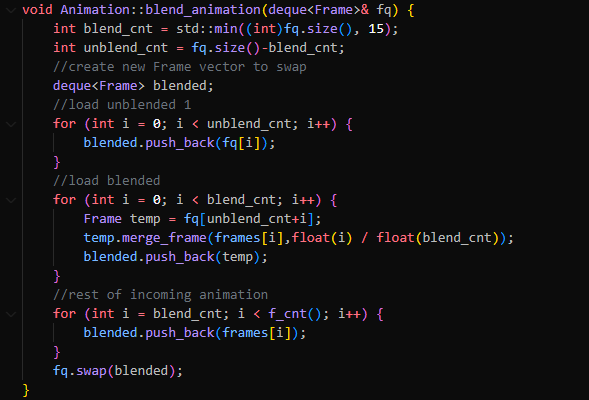 void Animation::blend_animation(deque<Frame>& fq) {
    int blend_cnt = std::min((int)fq.size(), 15);
    int unblend_cnt = fq.size()-blend_cnt;
    //create new Frame vector to swap
    deque<Frame> blended;
    //load unblended 1
    for (int i = 0; i < unblend_cnt; i++) {
        blended.push_back(fq[i]);
    }
    //load blended
    for (int i = 0; i < blend_cnt; i++) {
        Frame temp = fq[unblend_cnt+i];
        temp.merge_frame(frames[i],float(i) / float(blend_cnt));
        blended.push_back(temp);
    }
    //rest of incoming animation
    for (int i = blend_cnt; i < f_cnt(); i++) {
        blended.push_back(frames[i]);
    }
    fq.swap(blended);
}